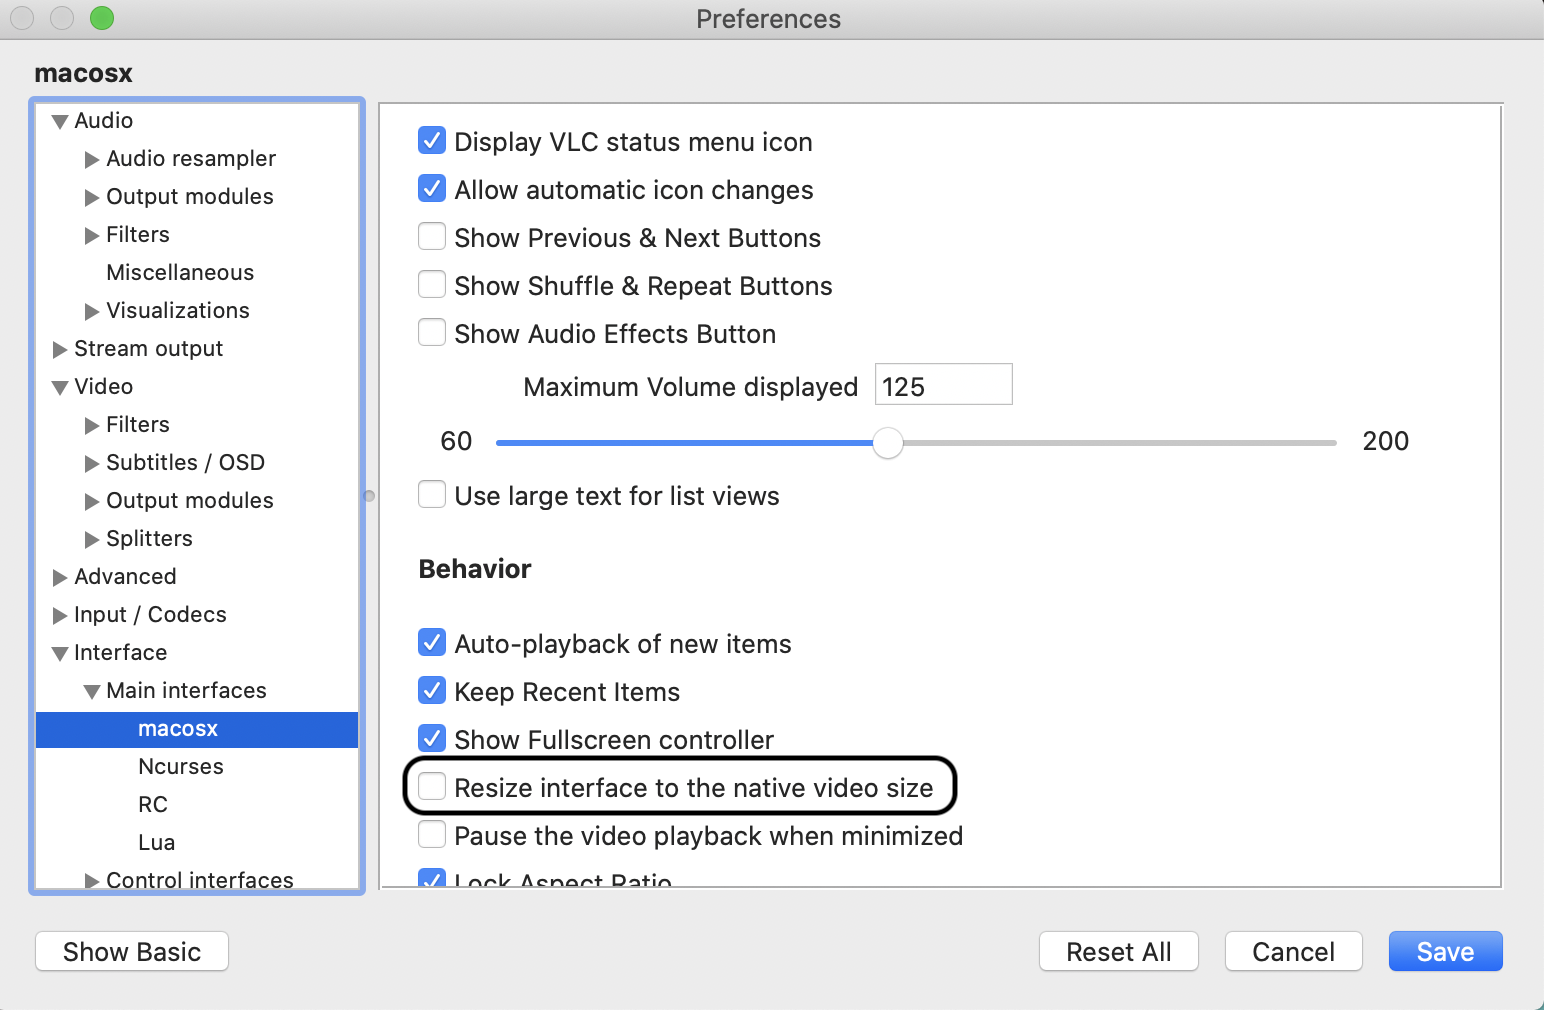 Preferences
macosx
Audio
Audio resampler
Output modules
Filters
Miscellaneous
Visualizations
Stream output
Video
Filters
Subtitles / OSD
Output modules
Splitters
Advanced
Input / Codecs
Interface
Main interfaces
macosx
Ncurses
RC
Lua
Control interfaces
Display VLC status menu icon
Allow automatic icon changes
Show Previous & Next Buttons
Show Shuffle & Repeat Buttons
Show Audio Effects Button
Maximum Volume displayed 125
60 200
Use large text for list views
Behavior
Auto-playback of new items
Keep Recent Items
Show Fullscreen controller
Resize interface to the native video size
Pause the video playback when minimized
Lock Aspect Ratio
Show Basic Reset All Cancel Save